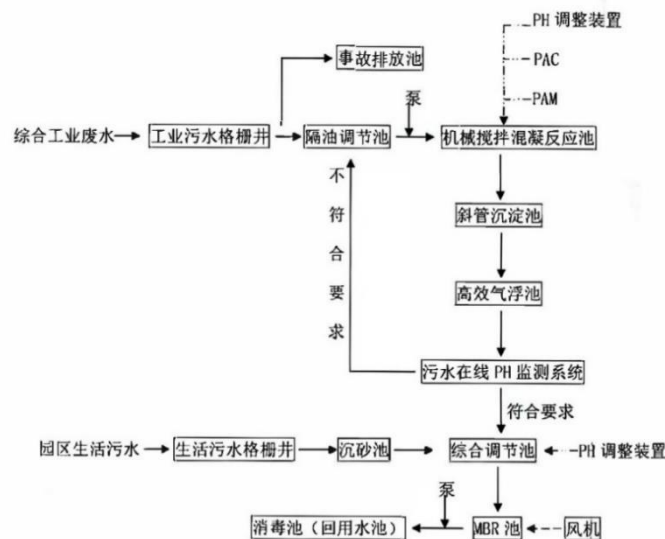 PH 调整装置
事故排放池
PAC
泵
PAM
综合工业废水
工业污水格栅井
隔油调节池
机械搅拌混凝反应池
不符合要求
斜管沉淀池
高效气浮池
污水在线 PH 监测系统
符合要求
园区生活污水
生活污水格栅井
沉砂池
综合调节池
PH 调整装置
泵
消毒池（回用水池）
MBR 池
风机